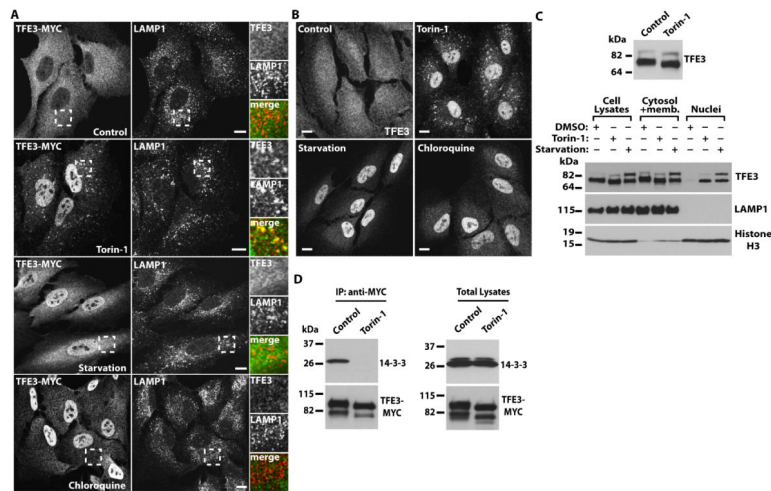 A
TFE3-MYC
LAMP1
TFE3
LAMP1
merge
Control
TFE3-MYC
LAMP1
TFE3
LAMP1
merge
Torin-1
TFE3-MYC
LAMP1
TFE3
LAMP1
merge
Starvation
TFE3-MYC
LAMP1
TFE3
LAMP1
merge
Chloroquine
B
Control
Torin-1
TFE3
Starvation
Chloroquine
C
Control
Torin-1
kDa
82
64
TFE3
Cell Lysates
Cytosol +memb.
Nuclei
DMSO: + – – + – – + – –
Torin-1: – + – – + – – + –
Starvation: – – + – – + – – +
kDa
82
64
TFE3
115
LAMP1
19
15
Histone H3
D
IP: anti-MYC
Total Lysates
Control
Torin-1
Control
Torin-1
kDa
37
26
14-3-3
37
26
14-3-3
115
82
TFE3-MYC
115
82
TFE3-MYC